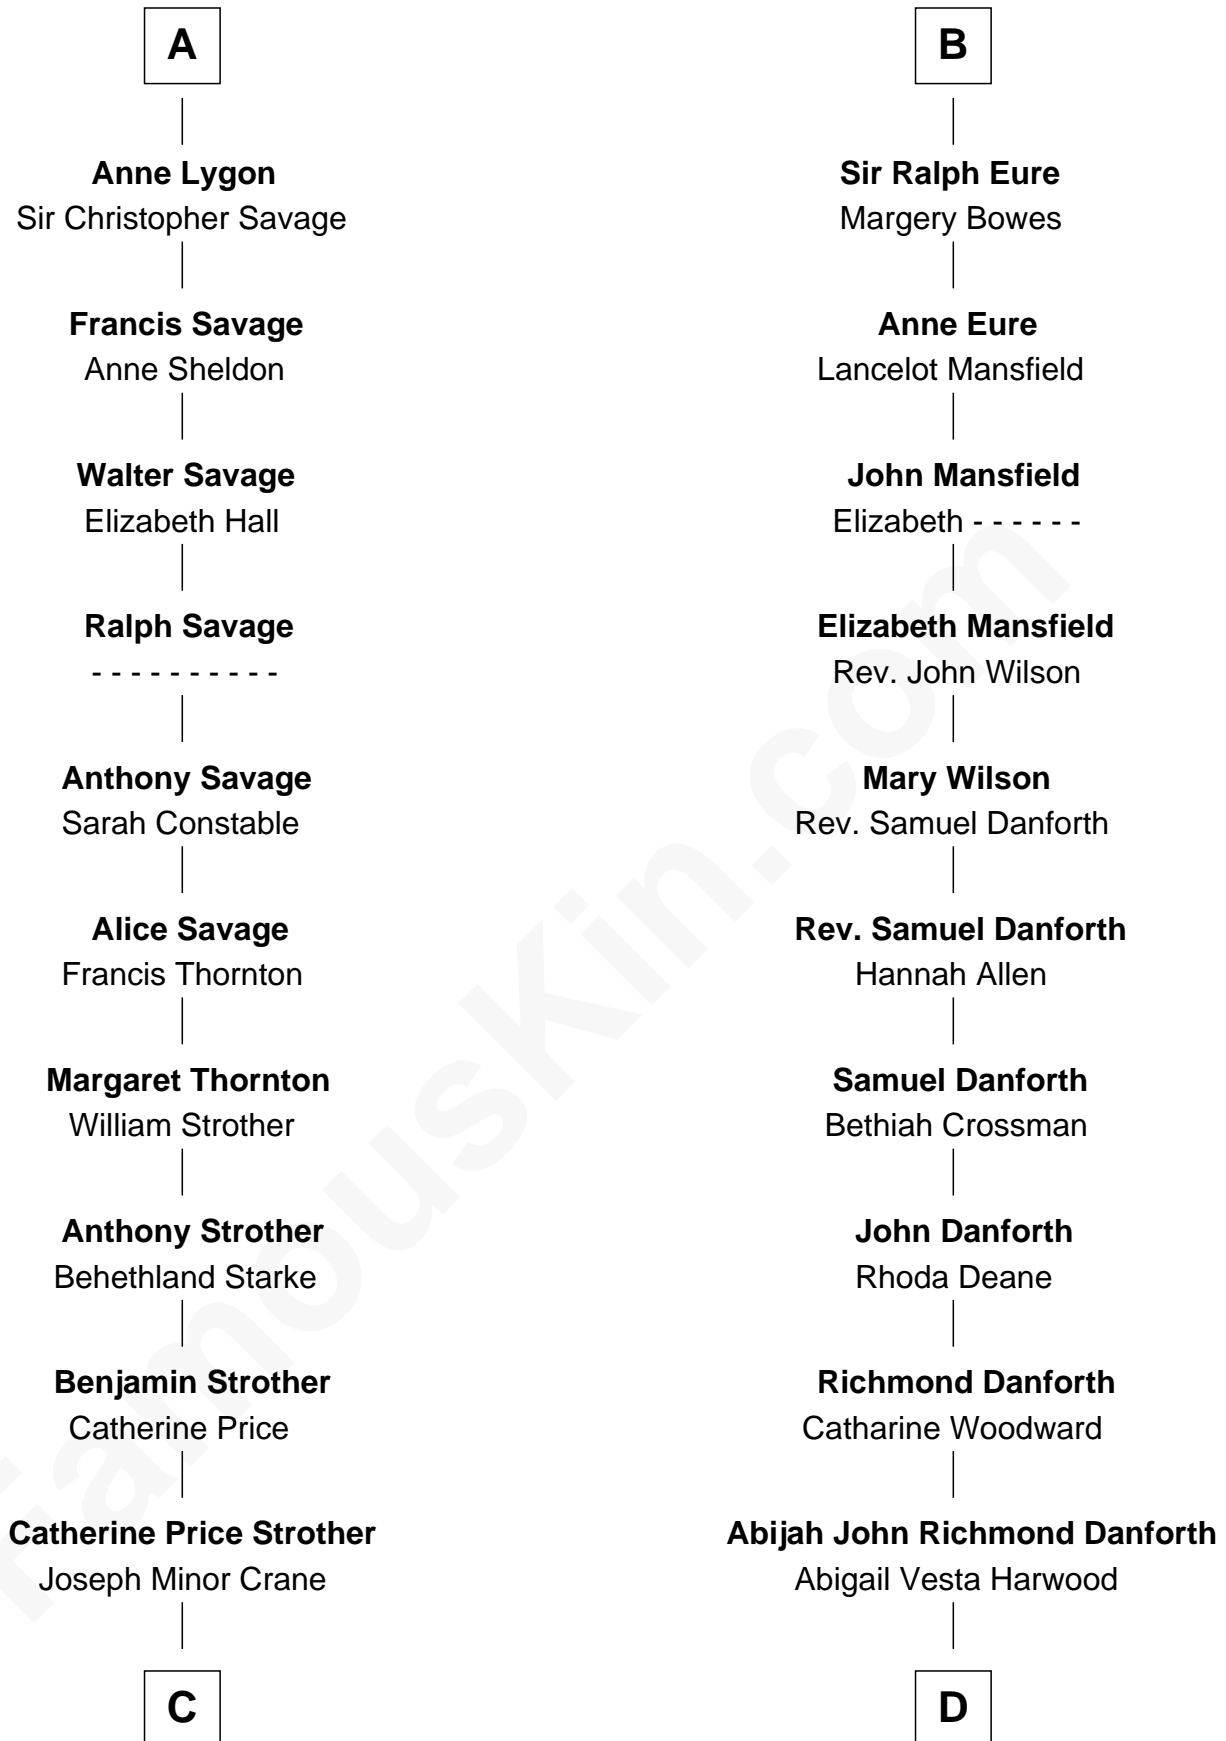 A
Anne Lygon
Sir Christopher Savage
Francis Savage
Anne Sheldon
Walter Savage
Elizabeth Hall
Ralph Savage
- - - - - - - - - -
Anthony Savage
Sarah Constable
Alice Savage
Francis Thornton
Margaret Thornton
William Strother
Anthony Strother
Behethland Starke
Benjamin Strother
Catherine Price
Catherine Price Strother
Joseph Minor Crane
C
B
Sir Ralph Eure
Margery Bowes
Anne Eure
Lancelot Mansfield
John Mansfield
Elizabeth - - - - - -
Elizabeth Mansfield
Rev. John Wilson
Mary Wilson
Rev. Samuel Danforth
Rev. Samuel Danforth
Hannah Allen
Samuel Danforth
Bethiah Crossman
John Danforth
Rhoda Deane
Richmond Danforth
Catharine Woodward
Abijah John Richmond Danforth
Abigail Vesta Harwood
D
FamousKin.com